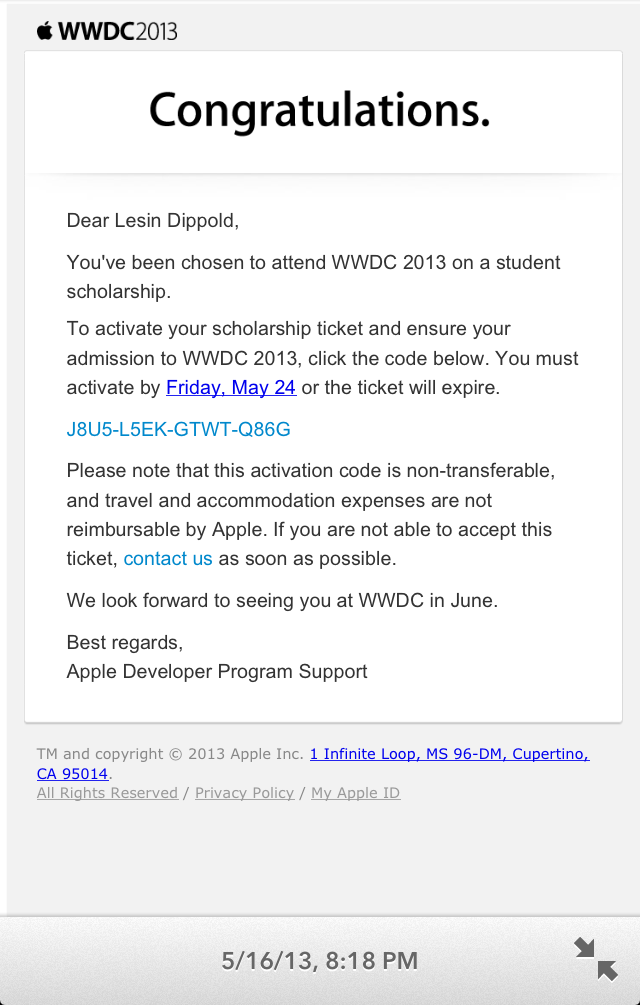 WWDC2013
Congratulations.
Dear Lesin Dippold,
You've been chosen to attend WWDC 2013 on a student
scholarship.
To activate your scholarship ticket and ensure your
admission to WWDC 2013, click the code below. You must
activate by Friday, May 24 or the ticket will expire.
J8U5-L5EK-GTWT-Q86G
Please note that this activation code is non-transferable,
and travel and accommodation expenses are not
reimbursable by Apple. If you are not able to accept this
ticket, contact us as soon as possible.
We look forward to seeing you at WWDC in June.
Best regards,
Apple Developer Program Support
TM and copyright © 2013 Apple Inc. 1 Infinite Loop, MS 96-DM, Cupertino,
CA 95014.
All Rights Reserved / Privacy Policy / My Apple ID
5/16/13, 8:18 PM